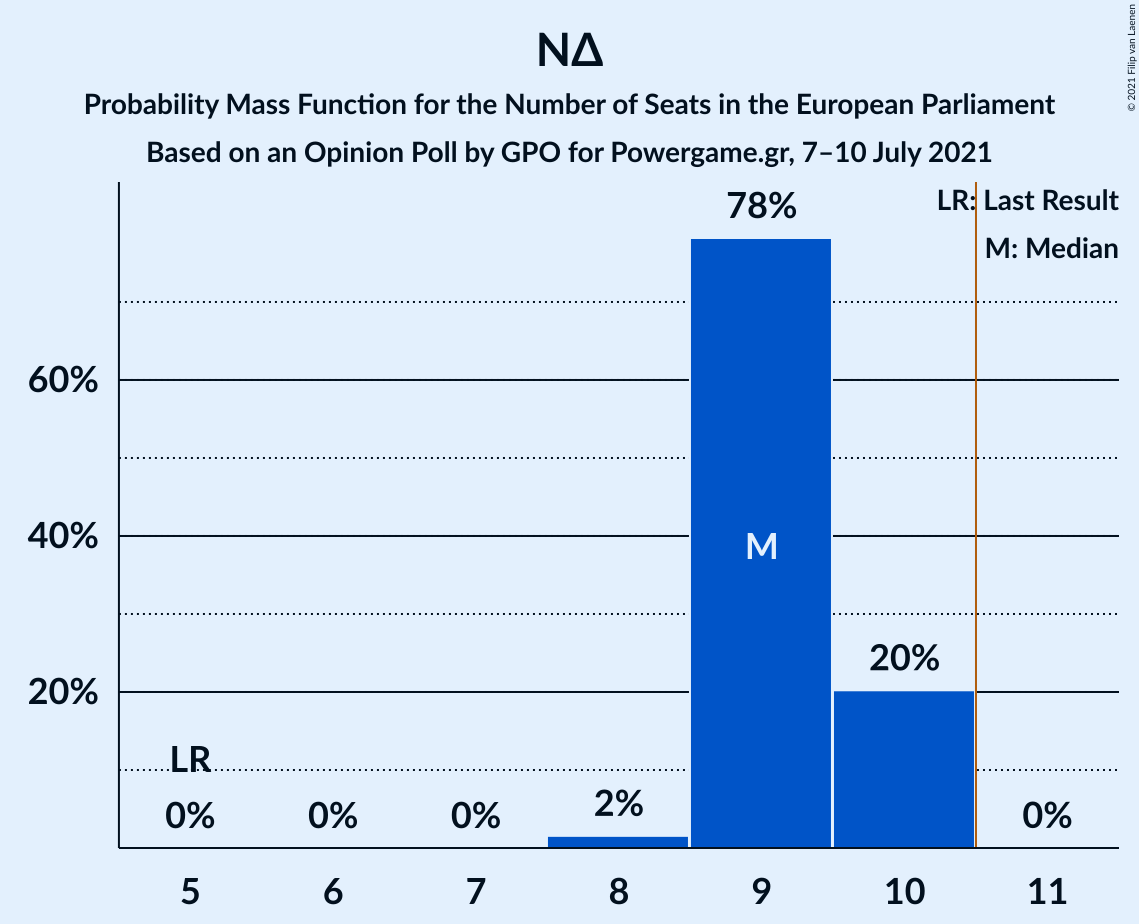 ΝΔ
Probability Mass Function for the Number of Seats in the European Parliament
Based on an Opinion Poll by GPO for Powergame.gr, 7–10 July 2021
© 2021 Filip van Laenen
LR: Last Result
M: Median
78%
60%
40%
M
20%
20%
LR
0%
0%
0%
2%
0%
5
6
7
8
9
10
11